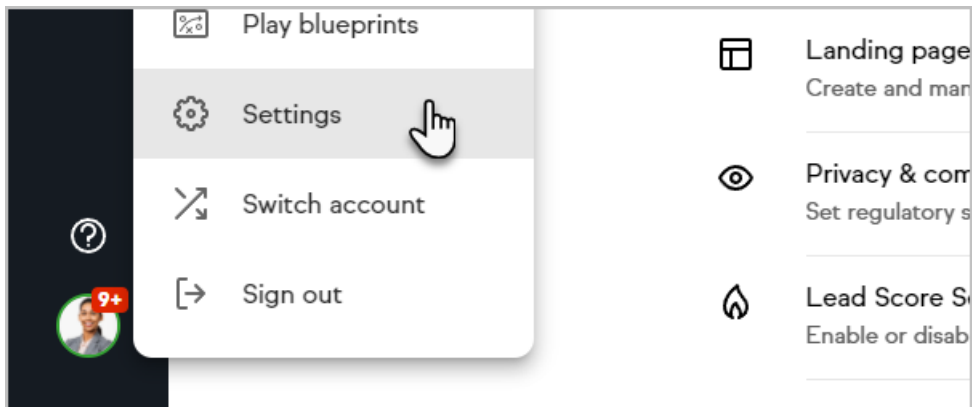 Play blueprints
Settings
Switch account
Sign out
9+
Landing page
Create and man
Privacy & com
Set regulatory s
Lead Score S
Enable or disab